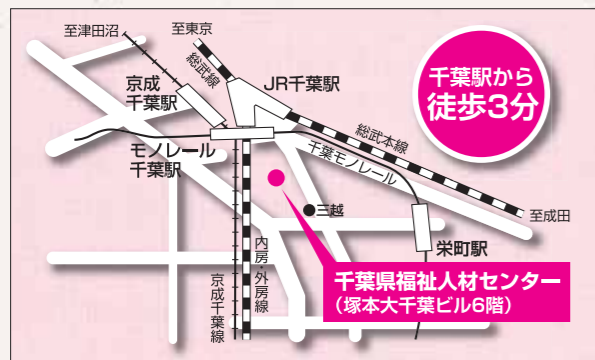 至津田沼
至東京
総武線
京成
千葉駅
JR千葉駅
千葉駅から
徒歩3分
モノレール
千葉駅
総武本線
千葉モノレール
至成田
三越
栄町駅
内房・外房線
京成千葉線
千葉県福祉人材センター
（塚本大千葉ビル6階）